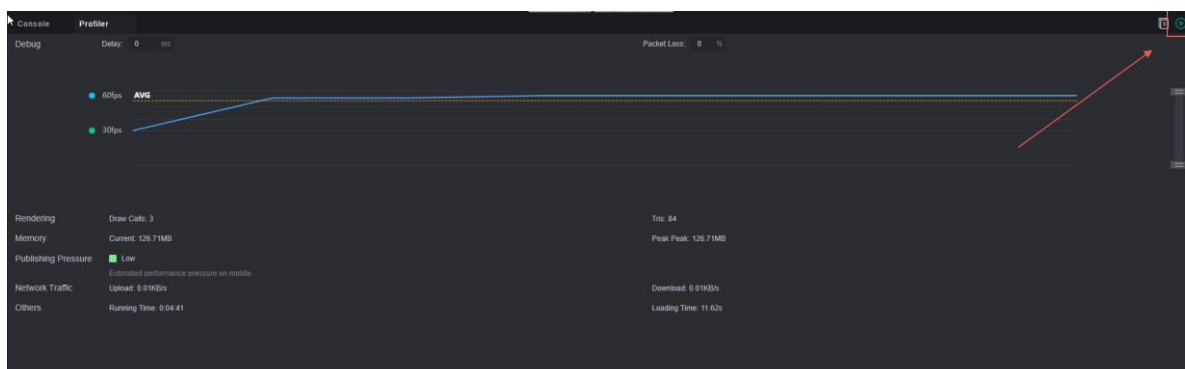 Console Profiler
Debug Delay: 0 ms Packet Loss: 0 %
60fps AVG
30fps
Rendering Draw Calls: 3 Tris: 84
Memory Current: 126.71MB Peak Peak: 126.71MB
Publishing Pressure Low
Estimated performance pressure on mobile
Network Traffic Upload: 0.01KB/s Download: 0.01KB/s
Others Running Time: 0:04:41 Loading Time: 11.62s